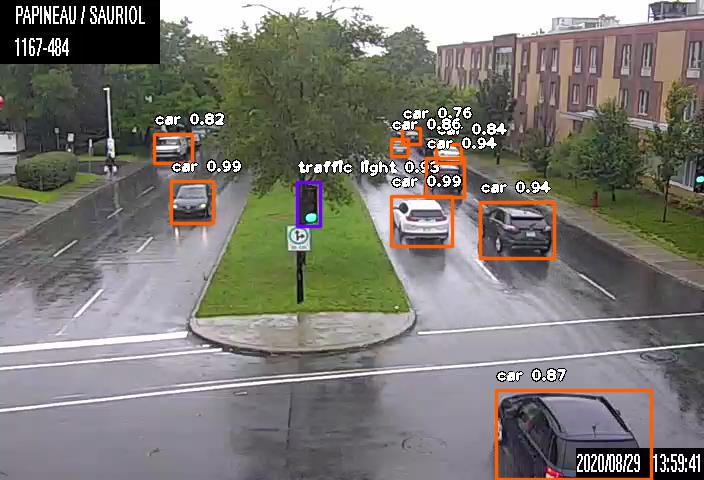 PAPINEAU / SAURIOL
1167-484
car 0.82
car 0.76
car 0.86
car 0.84
car 0.94
car 0.99
traffic light 0.93
car 0.99
car 0.94
car 0.87
2020/08/29 13:59:41